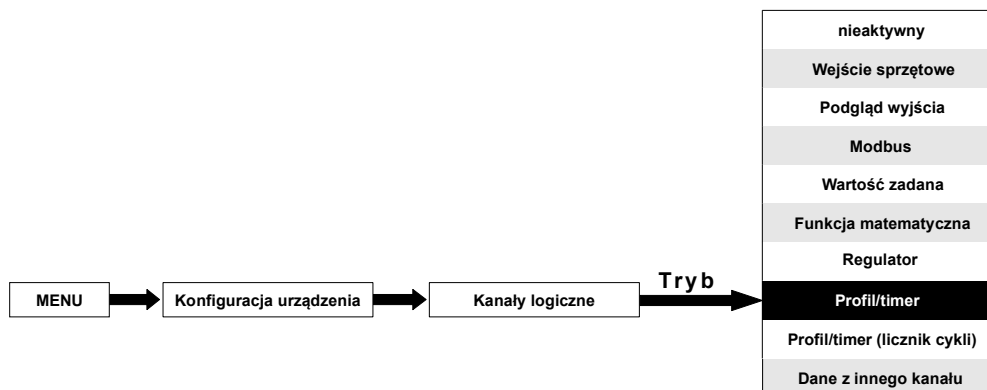 nieaktywny
Wejście sprzętowe
Podgląd wyjścia
Modbus
Wartość zadana
Funkcja matematyczna
Regulator
MENU
Konfiguracja urządzenia
Kanały logiczne
Tryb
Profil/timer
Profil/timer (licznik cykli)
Dane z innego kanału